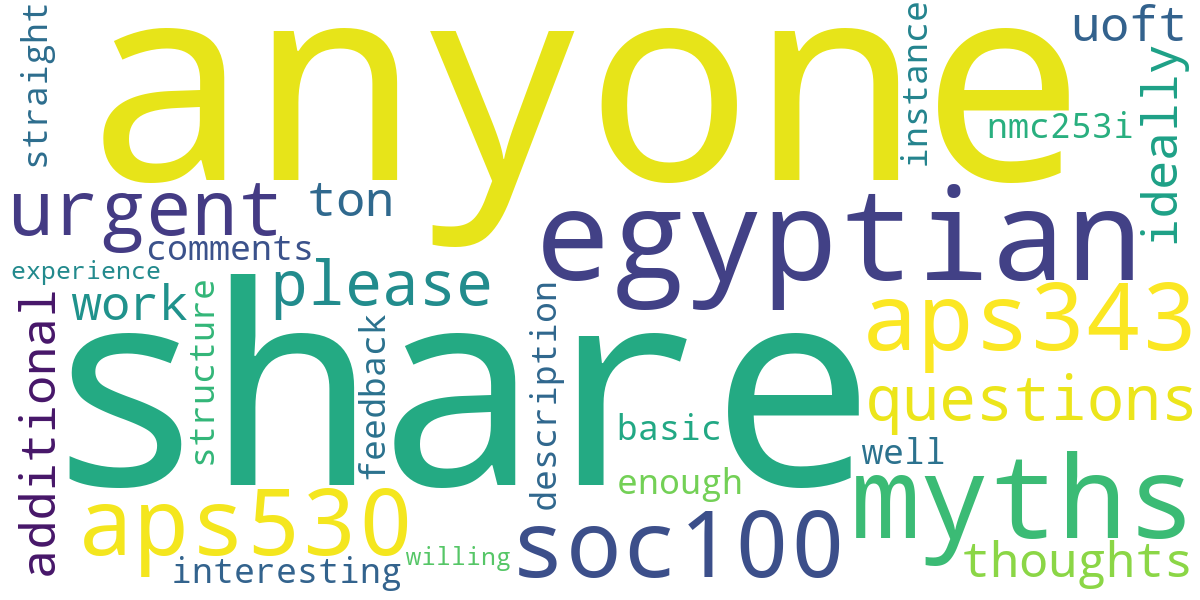 straight
anyone
instance
uoft
nmc253i
ideally
urgent
ton
egyptian
comments
experience
please
work
additional
structure
share
feedback
description
aps343
questions
basic
well
enough
myths
aps530
soc100
thoughts
interesting
willing